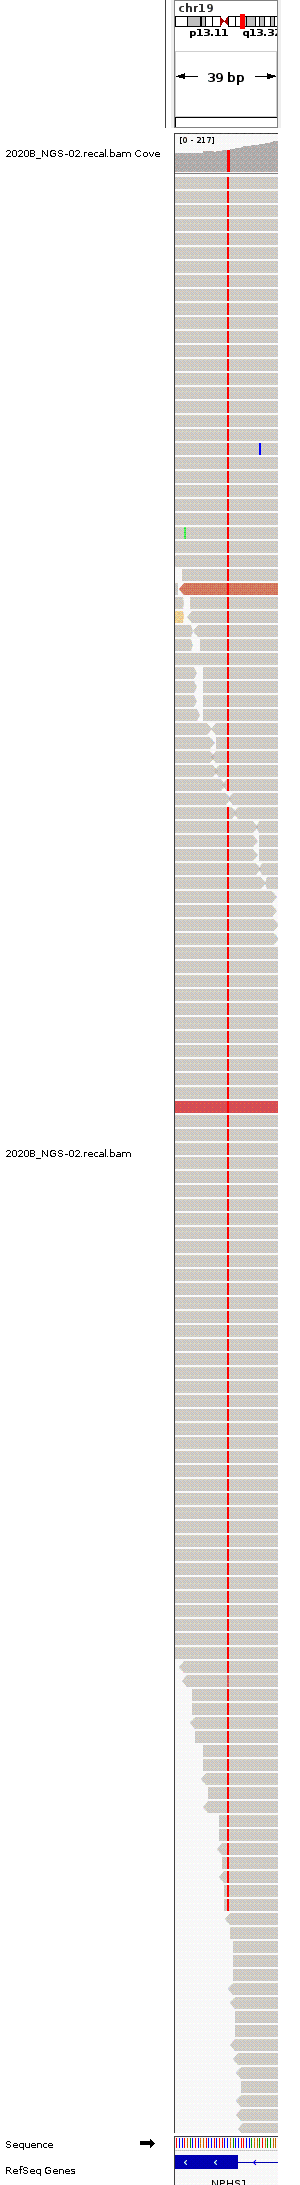 chr19
p13.11 q13.32
39 bp
[0 - 217]
2020B_NGS-02.recal.bam Cove
2020B_NGS-02.recal.bam
Sequence
RefSeq Genes
NPHS1